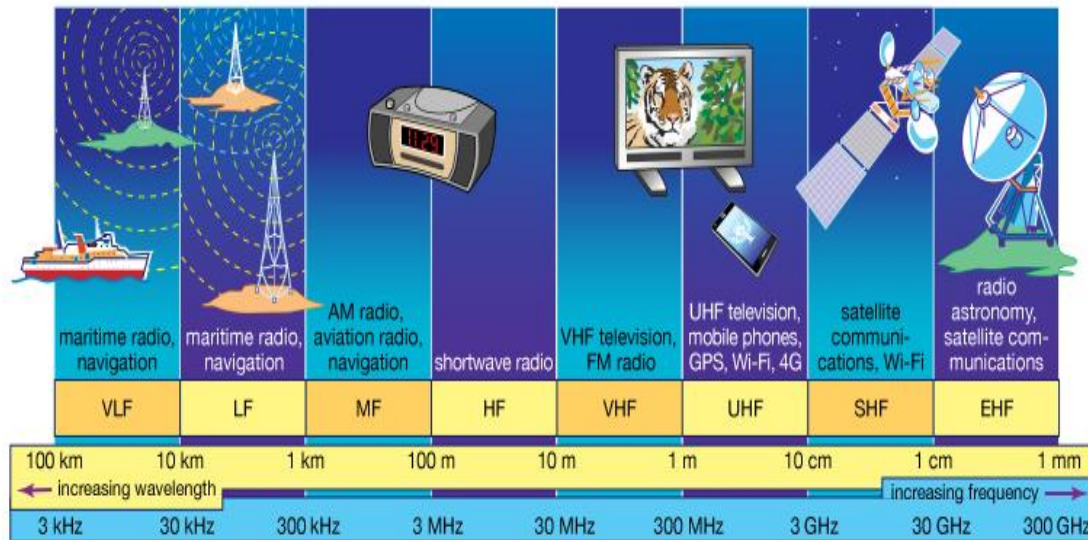 11:29
maritime radio,
navigation
maritime radio,
navigation
AM radio,
aviation radio,
navigation
shortwave radio
VHF television,
FM radio
UHF television,
mobile phones,
GPS, Wi-Fi, 4G
satellite
communi-
cations, Wi-Fi
radio
astronomy,
satellite com-
munications
VLF LF MF HF VHF UHF SHF EHF
100 km 10 km 1 km 100 m 10 m 1 m 10 cm 1 cm 1 mm
increasing wavelength increasing frequency
3 kHz 30 kHz 300 kHz 3 MHz 30 MHz 300 MHz 3 GHz 30 GHz 300 GHz